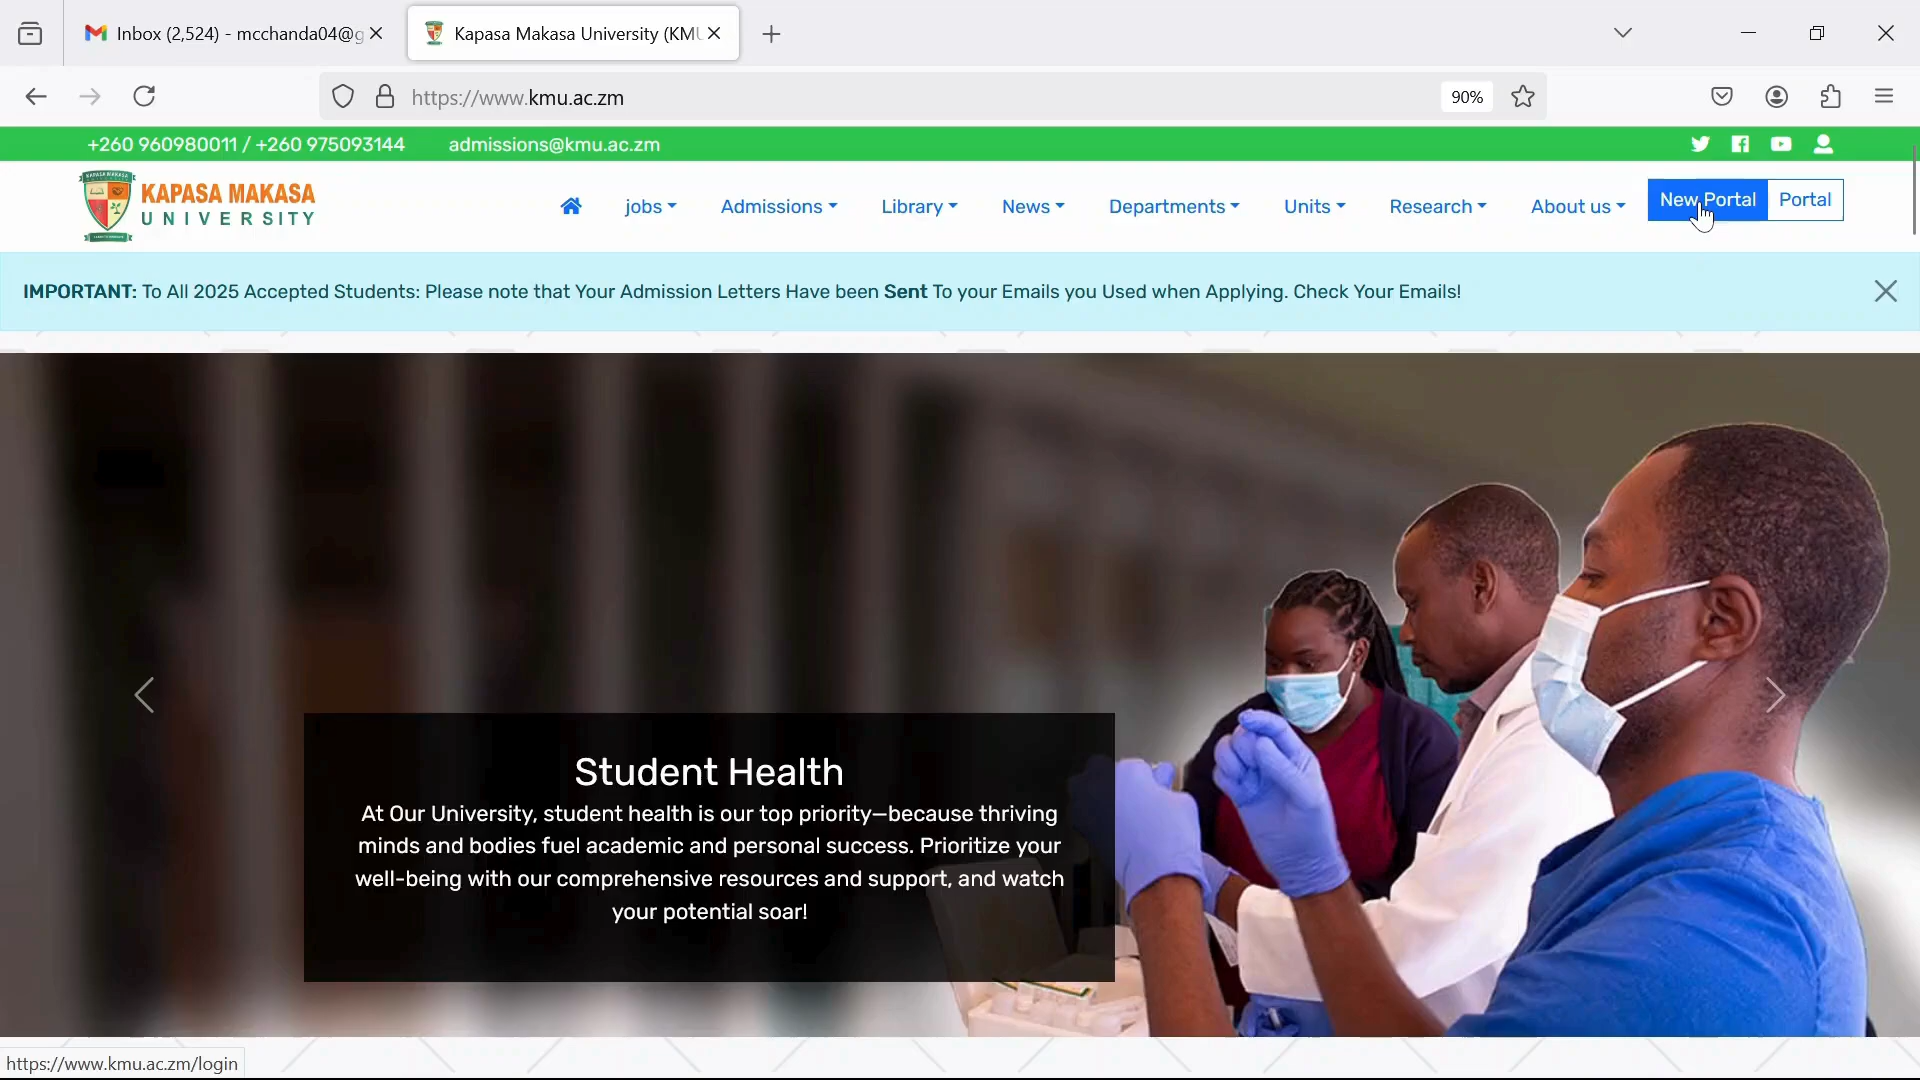 Inbox (2,524) - mcchanda04@g
Kapasa Makasa University (KMU
https://www.kmu.ac.zm
90%
+260 960980011 / +260 975093144 admissions@kmu.ac.zm
KAPASA MAKASA
UNIVERSITY
jobs Admissions Library News Departments Units Research About us New Portal Portal
IMPORTANT: To All 2025 Accepted Students: Please note that Your Admission Letters Have been Sent To your Emails you Used when Applying. Check Your Emails!
Student Health
At Our University, student health is our top priority—because thriving
minds and bodies fuel academic and personal success. Prioritize your
well-being with our comprehensive resources and support, and watch
your potential soar!
https://www.kmu.ac.zm/login